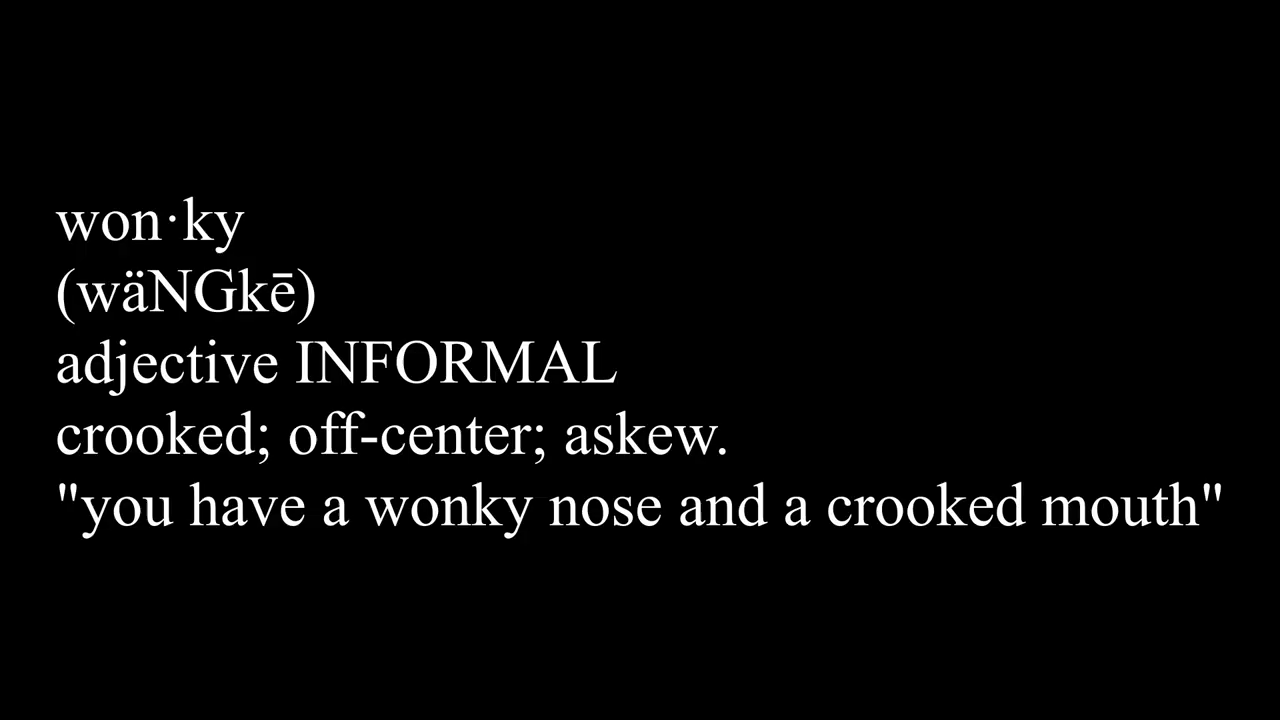 won·ky
(wäNGkē)
adjective INFORMAL
crooked; off-center; askew.
"you have a wonky nose and a crooked mouth"